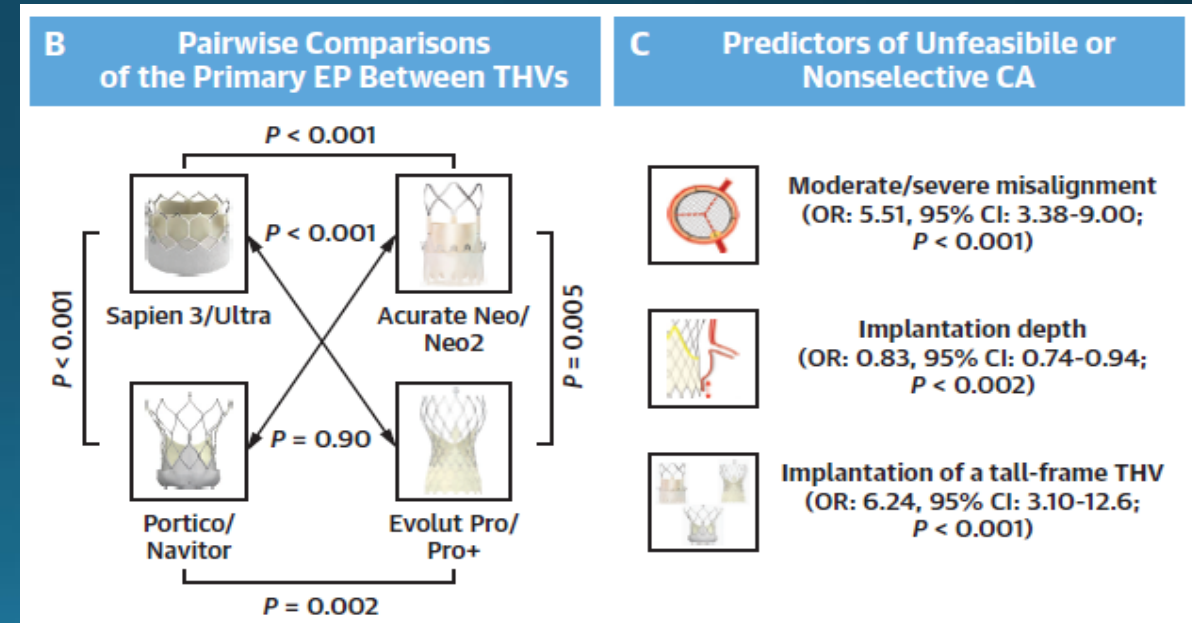 B Pairwise Comparisons
of the Primary EP Between THVs
P < 0.001
P < 0.001
P < 0.001
P = 0.005
Sapien 3/Ultra
Acurate Neo/
Neo2
P = 0.90
Portico/
Navitor
Evolut Pro/
Pro+
P = 0.002
C Predictors of Unfeasibile or
Nonselective CA
Moderate/severe misalignment
(OR: 5.51, 95% CI: 3.38-9.00;
P < 0.001)
Implantation depth
(OR: 0.83, 95% CI: 0.74-0.94;
P < 0.002)
Implantation of a tall-frame THV
(OR: 6.24, 95% CI: 3.10-12.6;
P < 0.001)